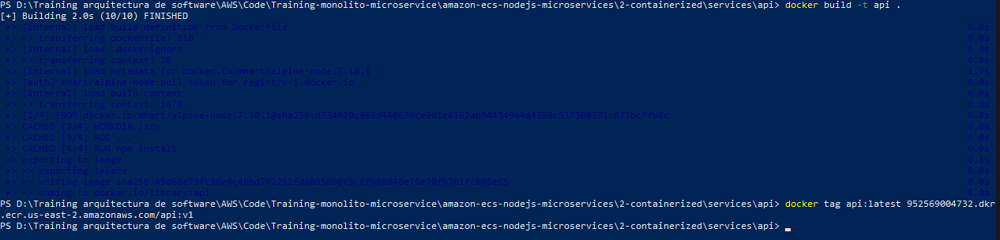 PS D:\Training arquitectura de software\AWS\Code\Training-monolito-microservice\amazon-ecs-nodejs-microservices\2-containerized\services\api> docker build -t api .
[+] Building 2.0s (10/10) FINISHED
=> [internal] load build definition from Dockerfile 0.0s
=> => transferring dockerfile: 31B 0.0s
=> [internal] load .dockerignore 0.0s
=> => transferring context: 2B 0.0s
=> [internal] load metadata for docker.io/mhart/alpine-node:7.10.1 1.7s
=> [auth] mhart/alpine-node:pull token for registry-1.docker.io 0.0s
=> [internal] load build context 0.0s
=> => transferring context: 147B 0.0s
=> [1/4] FROM docker.io/mhart/alpine-node:7.10.1@sha256:d334920c966d440676ce9d1e6162ab544349e4a4359c517300391c877bcffb8c 0.0s
=> CACHED [2/4] WORKDIR /srv 0.0s
=> CACHED [3/4] ADD . . 0.0s
=> CACHED [4/4] RUN npm install 0.0s
=> exporting to image 0.1s
=> => exporting layers 0.0s
=> => writing image sha256:45d68e79fc96e4c4bbd7f2252fda0956b0f5c6f686948e76e70f67b1fc098e65 0.0s
=> => naming to docker.io/library/api 0.0s
PS D:\Training arquitectura de software\AWS\Code\Training-monolito-microservice\amazon-ecs-nodejs-microservices\2-containerized\services\api> docker tag api:latest 952569004732.dkr
.ecr.us-east-2.amazonaws.com/api:v1
PS D:\Training arquitectura de software\AWS\Code\Training-monolito-microservice\amazon-ecs-nodejs-microservices\2-containerized\services\api>